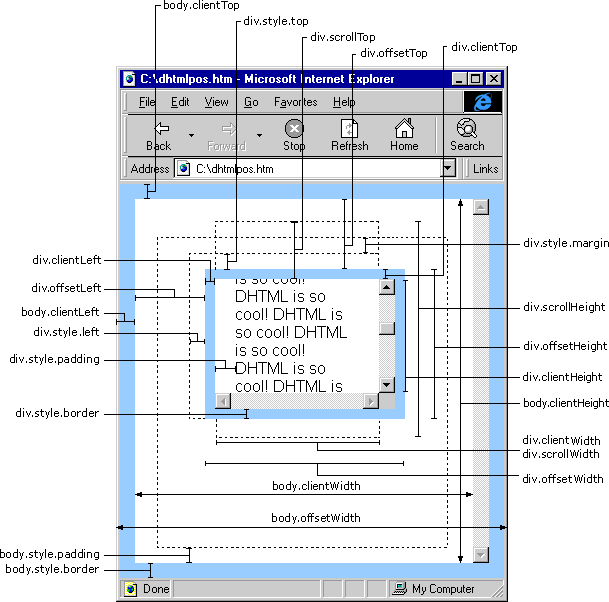 body.clientTop
div.style.top
div.scrollTop
div.offsetTop
div.clientTop
C:\dhtmlpos.htm - Microsoft Internet Explorer
File Edit View Go Favorites Help
Back Forward Stop Refresh Home Search
Address C:\dhtmlpos.htm Links
div.style.margin
div.clientLeft
div.offsetLeft
body.clientLeft
div.style.left
div.style.padding
div.style.border
is so cool!
DHTML is so
cool! DHTML is
so cool! DHTML
is so cool!
DHTML is so
cool! DHTML is
div.scrollHeight
div.offsetHeight
div.clientHeight
body.clientHeight
div.clientWidth
div.scrollWidth
div.offsetWidth
body.clientWidth
body.offsetWidth
body.style.padding
body.style.border
Done My Computer